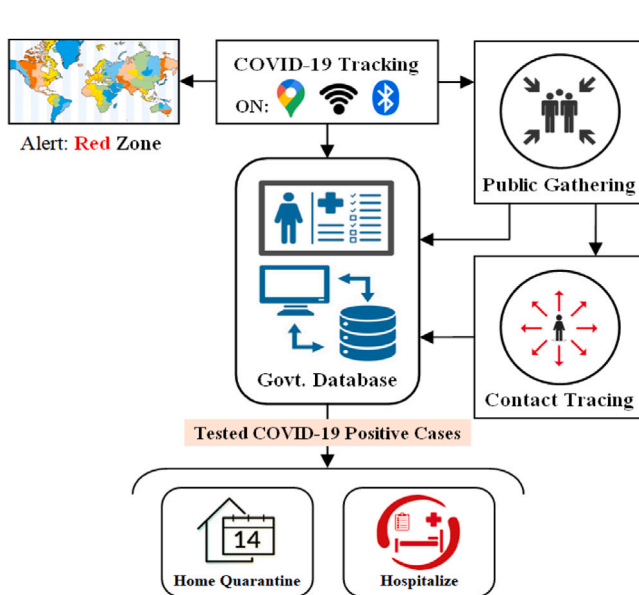 COVID-19 Tracking
ON:
Alert: Red Zone
Public Gathering
Govt. Database
Contact Tracing
Tested COVID-19 Positive Cases
14
Home Quarantine
Hospitalize